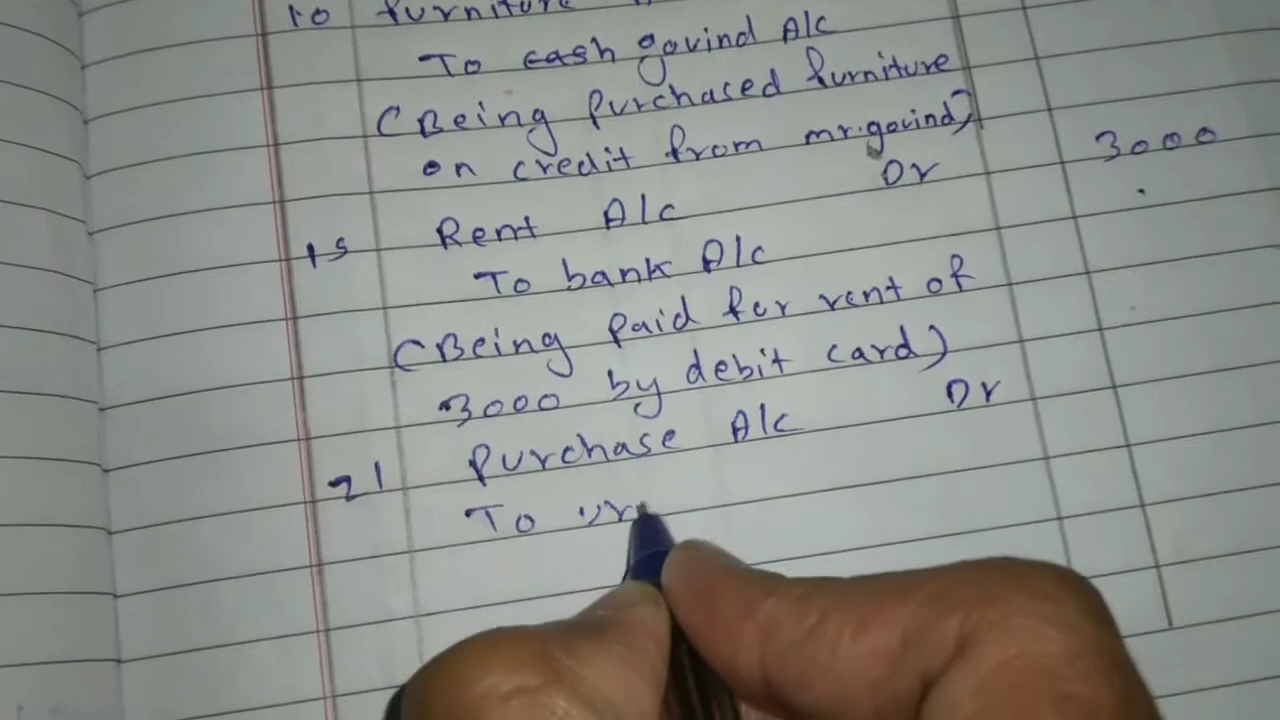 10 furniture
To cash govind A/c
(Being purchased furniture
on credit from mr.govind)
Dr 3000
15 Rent A/c
To bank A/c
(Being paid for rent of
3000 by debit card)
21 Purchase A/c Dr
To